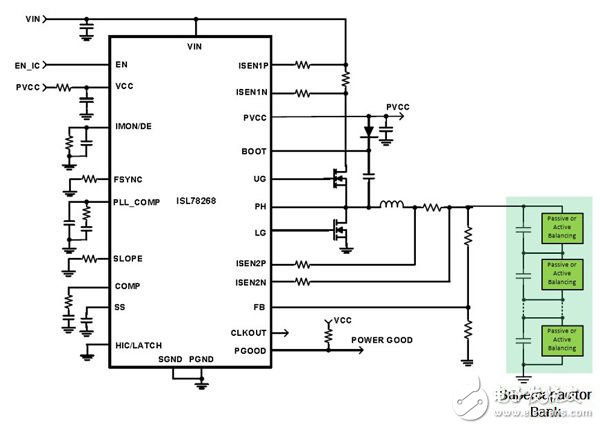 VIN
EN_IC
PVCC
VIN
EN
VCC
IMON/DE
FSYNC
PLL_COMP
SLOPE
COMP
SS
HIC/LATCH
ISL78268
SGND
PGND
ISEN1P
ISEN1N
PVCC
BOOT
UG
PH
LG
ISEN2P
ISEN2N
FB
CLKOUT
PGOOD
PVCC
VCC
POWER GOOD
Passive or
Active
Balancing
Passive or
Active
Balancing
Passive or
Active
Balancing
Supercapacitor
Bank